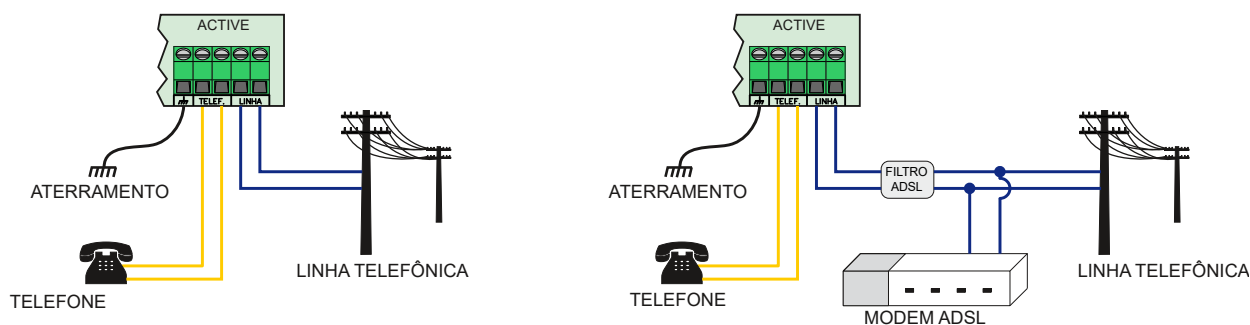 ACTIVE
TELEF. LINHA
ATERRAMENTO
LINHA TELEFÔNICA
TELEFONE
ACTIVE
TELEF. LINHA
FILTRO
ADSL
ATERRAMENTO
LINHA TELEFÔNICA
TELEFONE
MODEM ADSL